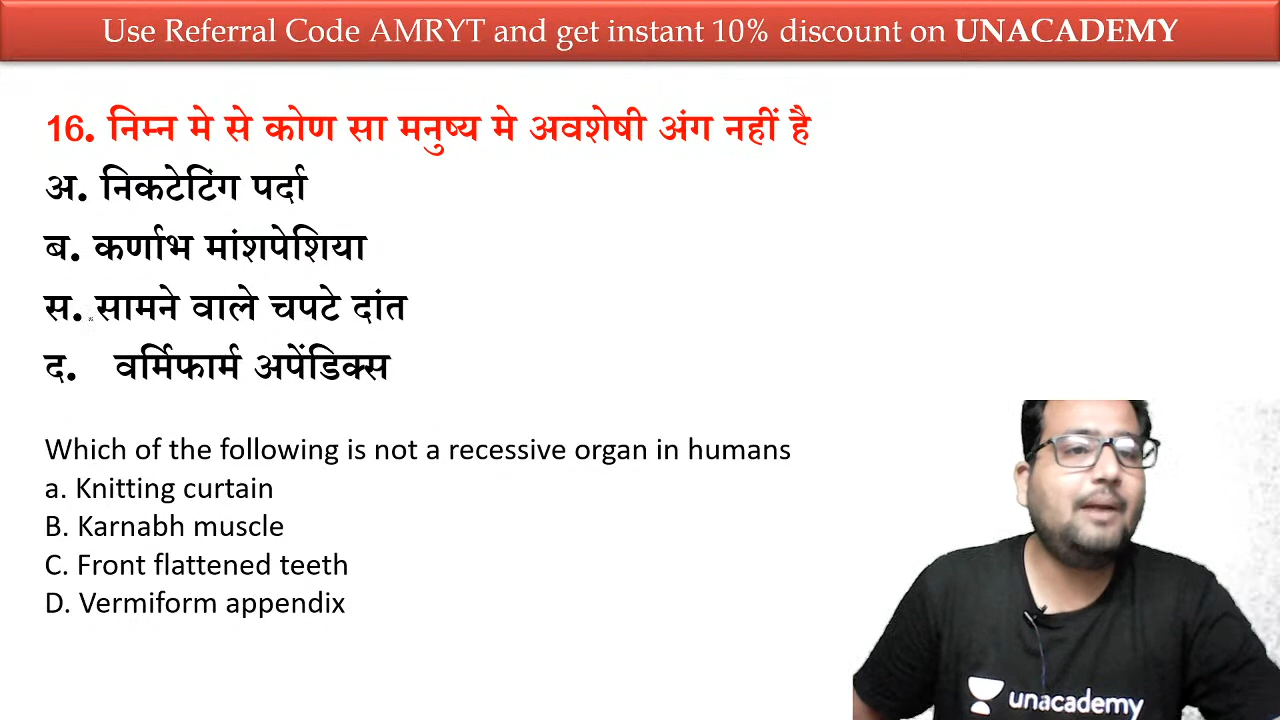 Use Referral Code AMRYT and get instant 10% discount on UNACADEMY
16. निम्न मे से कोण सा मनुष्य मे अवशेषी अंग नहीं है
अ. निकटेटिंग पर्दा
ब. कर्णाभ मांशपेशिया
स. सामने वाले चपटे दांत
द. वर्मिफार्म अपेंडिक्स
Which of the following is not a recessive organ in humans
a. Knitting curtain
B. Karnabh muscle
C. Front flattened teeth
D. Vermiform appendix
unacademy